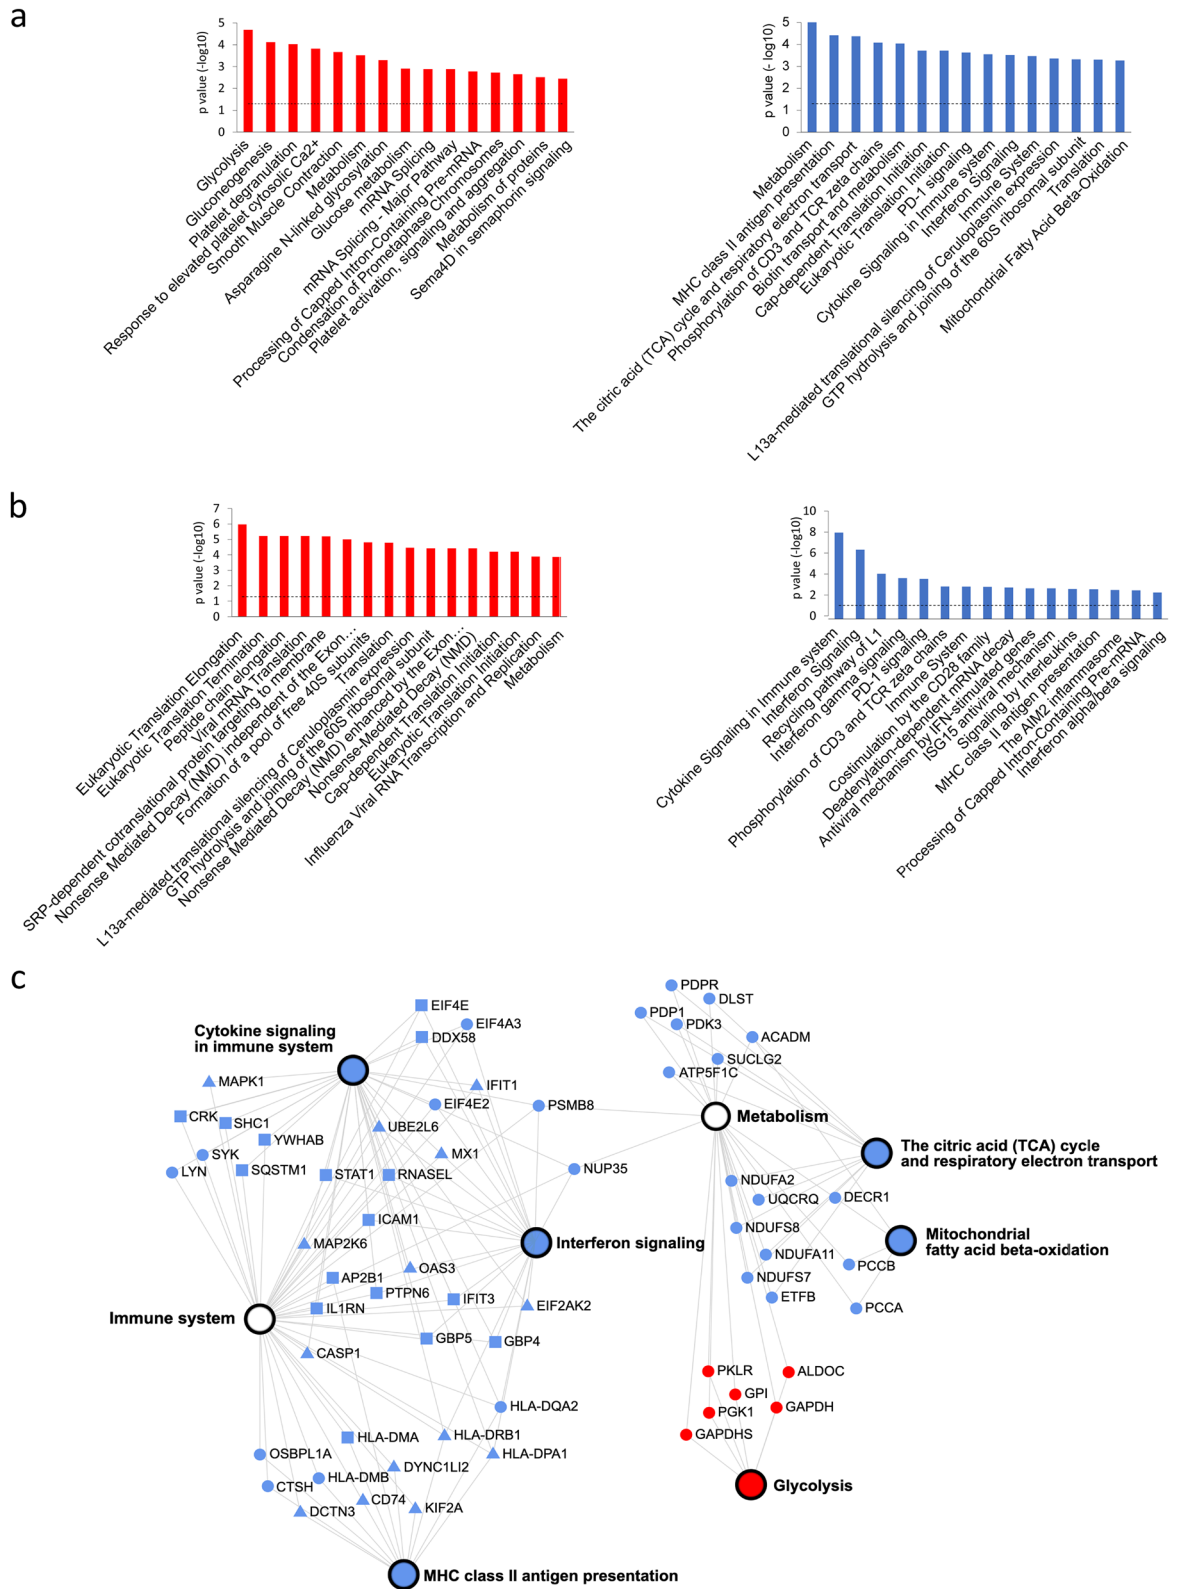 a
p value (-log10)
5
4
3
2
1
0
Glycolysis
Gluconeogenesis
Platelet degranulation
Response to elevated platelet cytosolic Ca2+
Smooth Muscle Contraction
Metabolism
Asparagine N-linked glycosylation
Glucose metabolism
mRNA Splicing
mRNA Splicing - Major Pathway
Processing of Capped Intron-Containing Pre-mRNA
Condensation of Prometaphase Chromosomes
Platelet activation, signaling and aggregation
Metabolism of proteins
Sema4D in semaphorin signaling
p value (- log10)
5
4
3
2
1
0
Metabolism
MHC class II antigen presentation
The citric acid (TCA) cycle and respiratory electron transport
Phosphorylation of CD3 and TCR zeta chains
Biotin transport and metabolism
Cap-dependent Translation Initiation
Eukaryotic Translation Initiation
PD-1 signaling
Cytokine Signaling in Immune system
Interferon Signaling
Immune System
L13a-mediated translational silencing of Ceruloplasmin expression
GTP hydrolysis and joining of the 60S ribosomal subunit
Translation
Mitochondrial Fatty Acid Beta-Oxidation
b
p value (-log10)
7
6
5
4
3
2
1
0
Eukaryotic Translation Elongation
Eukaryotic Translation Termination
Peptide chain elongation
Viral mRNA Translation
SRP-dependent cotranslational protein targeting to membrane
Nonsense Mediated Decay (NMD) independent of the Exon...
Formation of a pool of free 40S subunits
Translation
L13a-mediated translational silencing of Ceruloplasmin expression
GTP hydrolysis and joining of the 60S ribosomal subunit
Nonsense Mediated Decay (NMD) enhanced by the Exon...
Nonsense-Mediated Decay (NMD)
Cap-dependent Translation Initiation
Eukaryotic Translation Initiation
Influenza Viral RNA Transcription and Replication
Metabolism
p value (-log10)
10
8
6
4
2
0
Cytokine Signaling in Immune system
Interferon Signaling
Recycling pathway of L1
Interferon gamma signaling
PD-1 signaling
Phosphorylation of CD3 and TCR zeta chains
Immune System
Costimulation by the CD28 family
Deadenylation-dependent mRNA decay
Antiviral mechanism by IFN-stimulated genes
ISG15 antiviral mechanism
Signaling by Interleukins
MHC class II antigen presentation
The AIM2 inflammasome
Processing of Capped Intron-Containing Pre-mRNA
Interferon alpha/beta signaling
c
EIF4E
EIF4A3
DDX58
Cytokine signaling
in immune system
MAPK1
IFIT1
EIF4E2
PSMB8
CRK
SHC1
UBE2L6
YWHAB
SYK
MX1
LYN
SQSTM1
STAT1
RNASEL
NUP35
ICAM1
MAP2K6
Interferon signaling
OAS3
AP2B1
PTPN6
IFIT3
IL1RN
EIF2AK2
Immune system
GBP5
GBP4
CASP1
HLA-DQA2
HLA-DMA
HLA-DRB1
OSBPL1A
HLA-DPA1
DYNC1LI2
HLA-DMB
CTSH
CD74
DCTN3
KIF2A
MHC class II antigen presentation
PDPR
DLST
PDP1
PDK3
ACADM
SUCLG2
ATP5F1C
Metabolism
The citric acid (TCA) cycle
and respiratory electron transport
NDUFA2
UQCRQ
DECR1
NDUFS8
Mitochondrial
fatty acid beta-oxidation
NDUFA11
PCCB
NDUFS7
ETFB
PCCA
PKLR
ALDOC
GPI
PGK1
GAPDH
GAPDHS
Glycolysis